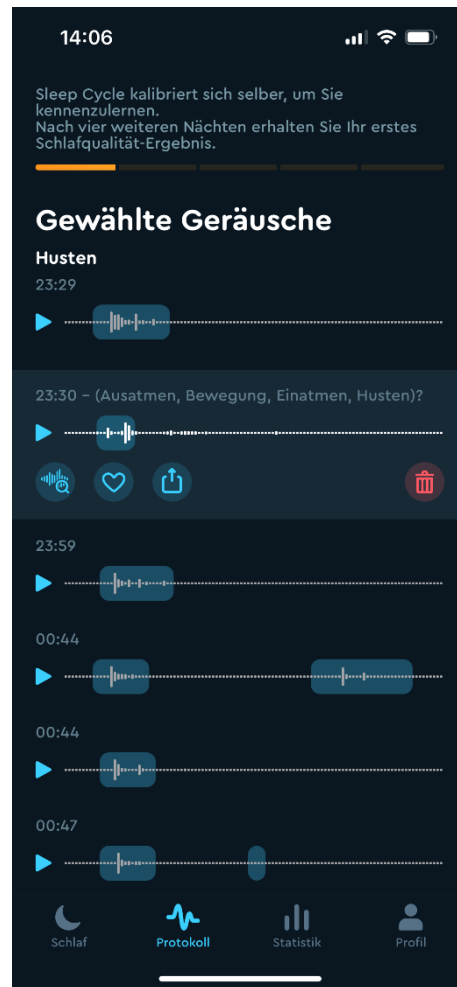 14:06
Sleep Cycle kalibriert sich selber, um Sie
kennenzulernen.
Nach vier weiteren Nächten erhalten Sie Ihr erstes
Schlafqualität-Ergebnis.
Gewählte Geräusche
Husten
23:29
23:30 – (Ausatmen, Bewegung, Einatmen, Husten)?
23:59
00:44
00:44
00:47
Schlaf Protokoll Statistik Profil